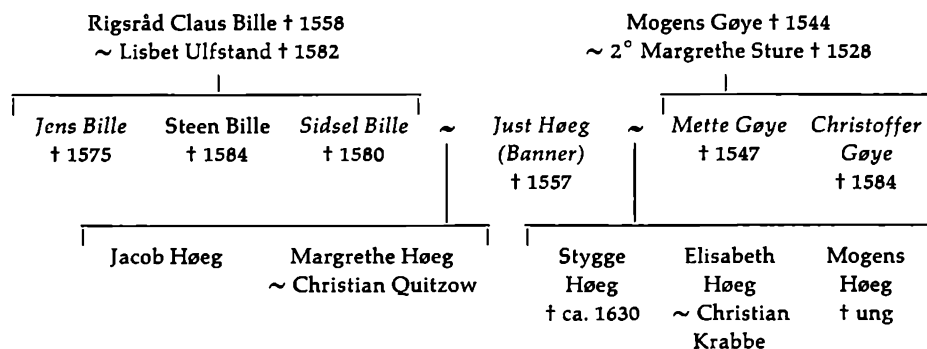 Rigsråd Claus Bille † 1558
~ Lisbet Ulfstand † 1582
Mogens Gøye † 1544
~ 2° Margrethe Sture † 1528
Jens Bille
† 1575
Steen Bille
† 1584
Sidsel Bille
† 1580
~
Just Høeg
(Banner)
† 1557
~
Mette Gøye
† 1547
Christoffer
Gøye
† 1584
Jacob Høeg
Margrethe Høeg
~ Christian Quitzow
Stygge
Høeg
† ca. 1630
Elisabeth
Høeg
~ Christian
Krabbe
Mogens
Høeg
† ung